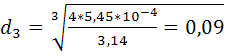 d₃ = ∛(4*5,45*10⁻⁴ / 3,14) = 0,09